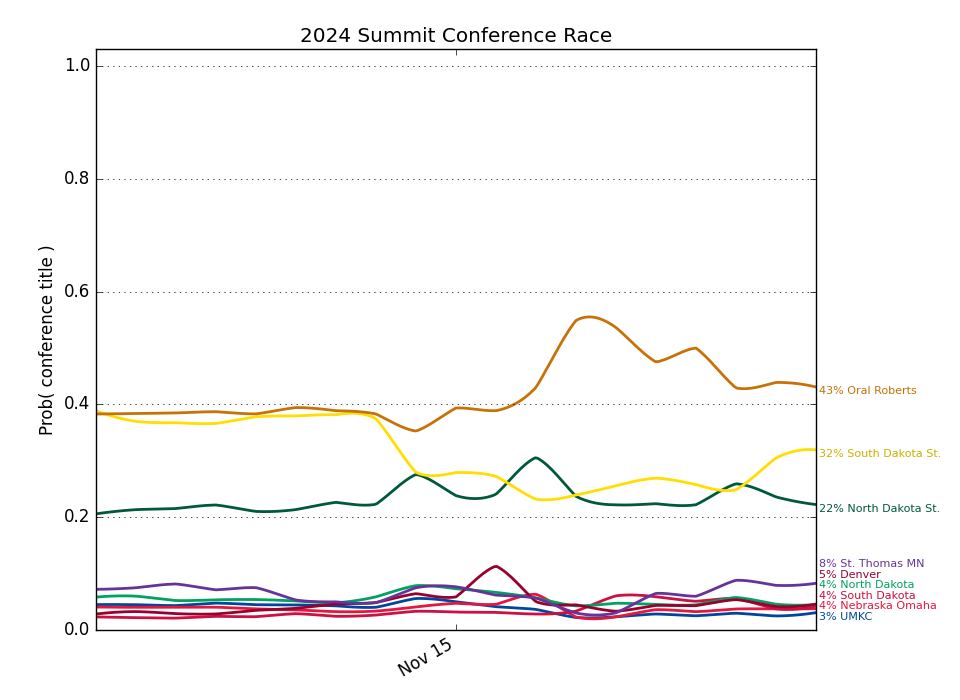 2024 Summit Conference Race
Prob( conference title )
1.0
0.8
0.6
0.4
0.2
0.0
Nov 15
43% Oral Roberts
32% South Dakota St.
22% North Dakota St.
8% St. Thomas MN
5% Denver
4% North Dakota
4% South Dakota
4% Nebraska Omaha
3% UMKC